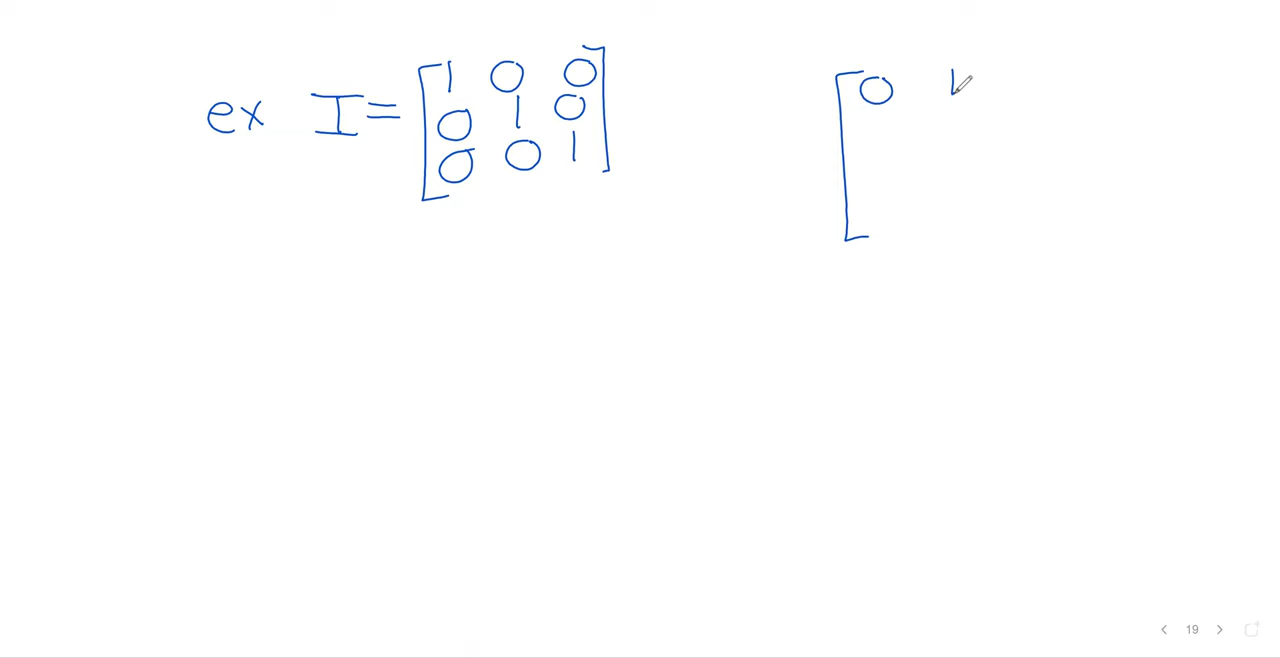 ex I = [ 1 0 0 ]
0 1 0
0 0 1
[ 0 1
19